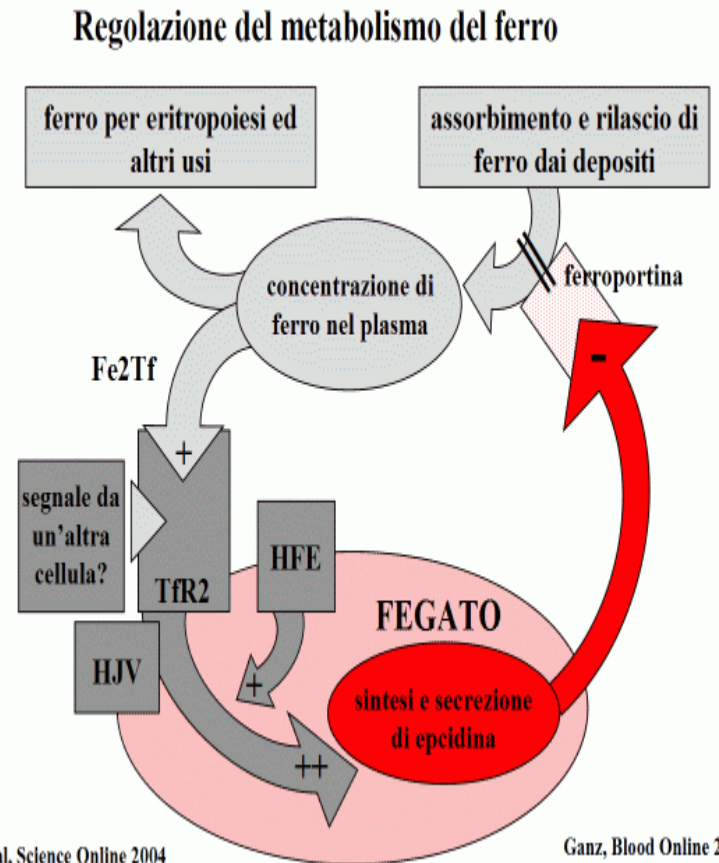 Regolazione del metabolismo del ferro
ferro per eritropoiesi ed
altri usi
assorbimento e rilascio di
ferro dai depositi
concentrazione di
ferro nel plasma
ferroportina
-
Fe2Tf
+
segnale da
un'altra
cellula?
TfR2
HFE
HJV
FEGATO
+
sintesi e secrezione
di epcidina
++
al. Science Online 2004
Ganz, Blood Online 2